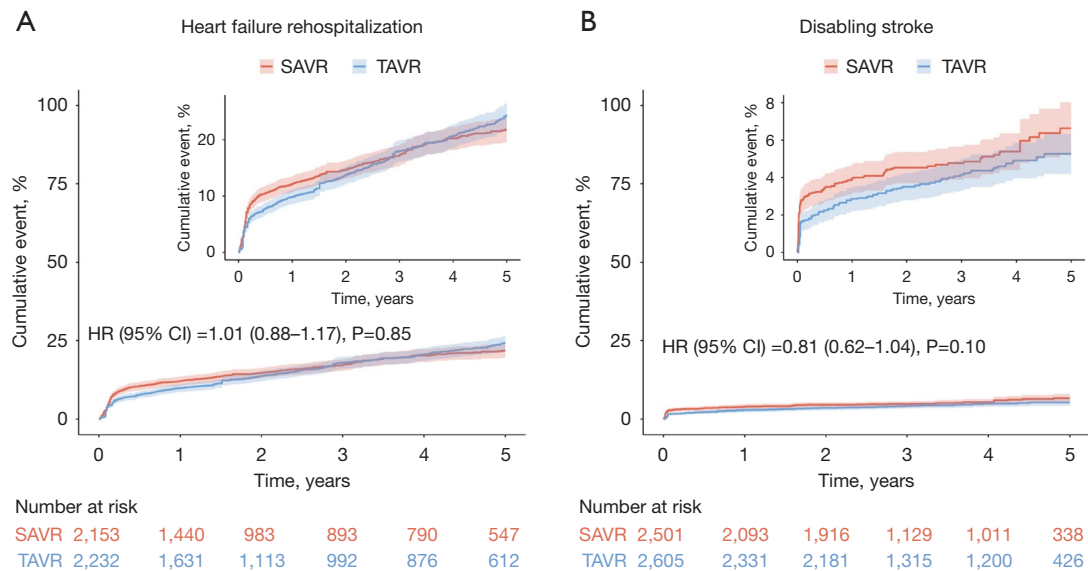 A
Heart failure rehospitalization
SAVR TAVR
Cumulative event, %
100
75
50
25
0
Cumulative event, %
20
10
0
0 1 2 3 4 5
Time, years
HR (95% CI) =1.01 (0.88–1.17), P=0.85
0 1 2 3 4 5
Time, years
Number at risk
SAVR 2,153 1,440 983 893 790 547
TAVR 2,232 1,631 1,113 992 876 612
B
Disabling stroke
SAVR TAVR
Cumulative event, %
100
75
50
25
0
Cumulative event, %
8
6
4
2
0
0 1 2 3 4 5
Time, years
HR (95% CI) =0.81 (0.62–1.04), P=0.10
0 1 2 3 4 5
Time, years
Number at risk
SAVR 2,501 2,093 1,916 1,129 1,011 338
TAVR 2,605 2,331 2,181 1,315 1,200 426